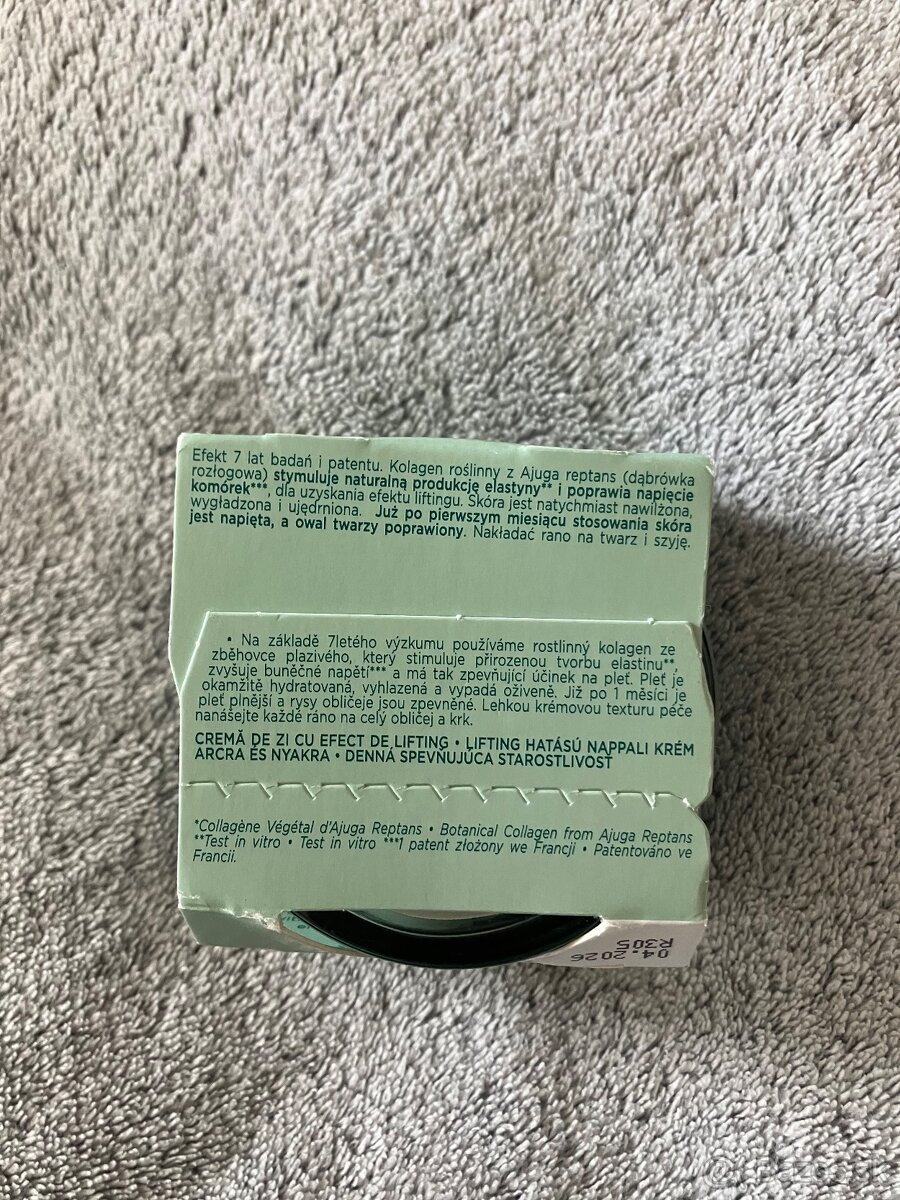 Efekt 7 lat badań i patentu. Kolagen roślinny z Ajuga reptans (dąbrówka
rozłogowa) stymuluje naturalną produkcję elastyny** i poprawia napięcie
komórek***, dla uzyskania efektu liftingu. Skóra jest natychmiast nawilżona,
wygładzona i ujędrniona. Już po pierwszym miesiącu stosowania skóra
jest napięta, a owal twarzy poprawiony. Nakładać rano na twarz i szyję.
• Na základě 7letého výzkumu používáme rostlinný kolagen ze
zběhovce plazivého, který stimuluje přirozenou tvorbu elastinu**,
zvyšuje buněčné napětí*** a má tak zpevňující účinek na pleť. Pleť je
okamžitě hydratovaná, vyhlazená a vypadá oživeně. Již po 1 měsíci je
pleť plnější a rysy obličeje jsou zpevněné. Lehkou krémovou texturu péče
nanášejte každé ráno na celý obličej a krk.
CREMĂ DE ZI CU EFECT DE LIFTING • LIFTING HATÁSÚ NAPPALI KRÉM
ARCRA ÉS NYAKRA • DENNÁ SPEVŇUJÚCA STAROSTLIVOSŤ
*Collagène Végétal d'Ajuga Reptans • Botanical Collagen from Ajuga Reptans
**Test in vitro • Test in vitro ***1 patent złożony we Francji • Patentováno ve
Francii.
04.2026
R305